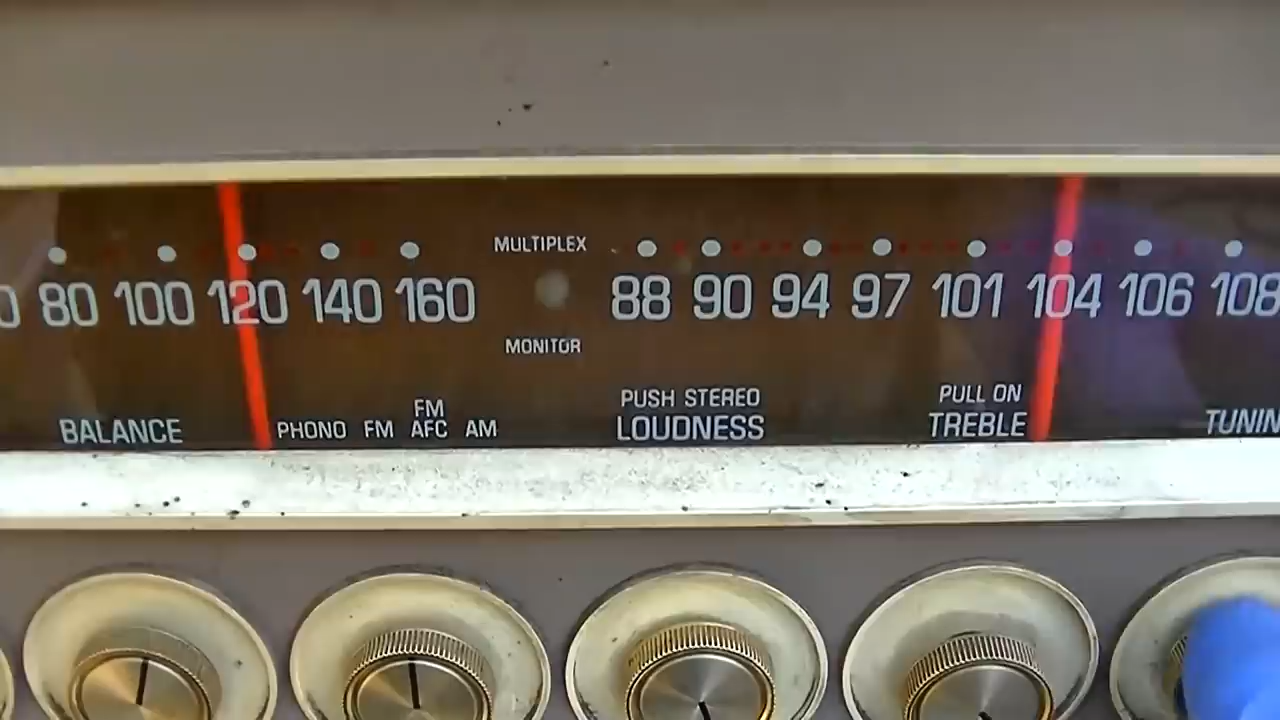 MULTIPLEX
80 100 120 140 160
88 90 94 97 101 104 106 108
MONITOR
BALANCE
PHONO FM FM AFC AM
PUSH STEREO
LOUDNESS
PULL ON
TREBLE